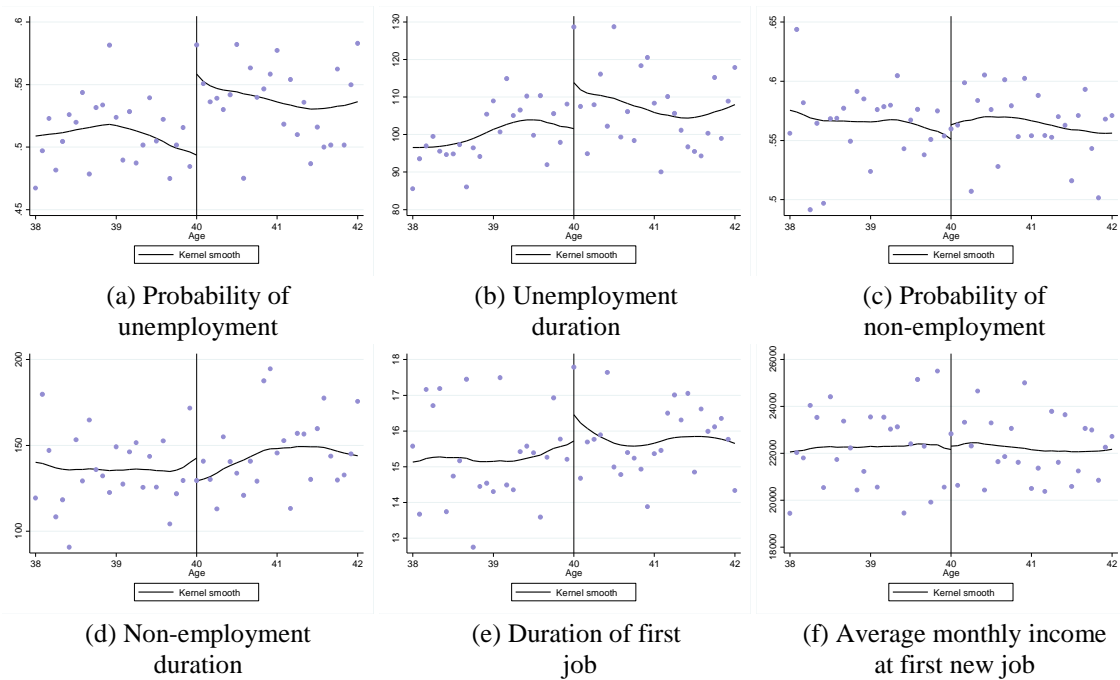 .6
.55
.5
.45
38
39
40
41
42
Age
Kernel smooth
(a) Probability of
unemployment
130
120
110
100
90
80
38
39
40
41
42
Age
Kernel smooth
(b) Unemployment
duration
.65
.6
.55
.5
38
39
40
41
42
Age
Kernel smooth
(c) Probability of
non-employment
200
150
100
38
39
40
41
42
Age
Kernel smooth
(d) Non-employment
duration
18
17
16
15
14
13
38
39
40
41
42
Age
Kernel smooth
(e) Duration of first
job
26000
24000
22000
20000
18000
38
39
40
41
42
Age
Kernel smooth
(f) Average monthly income
at first new job